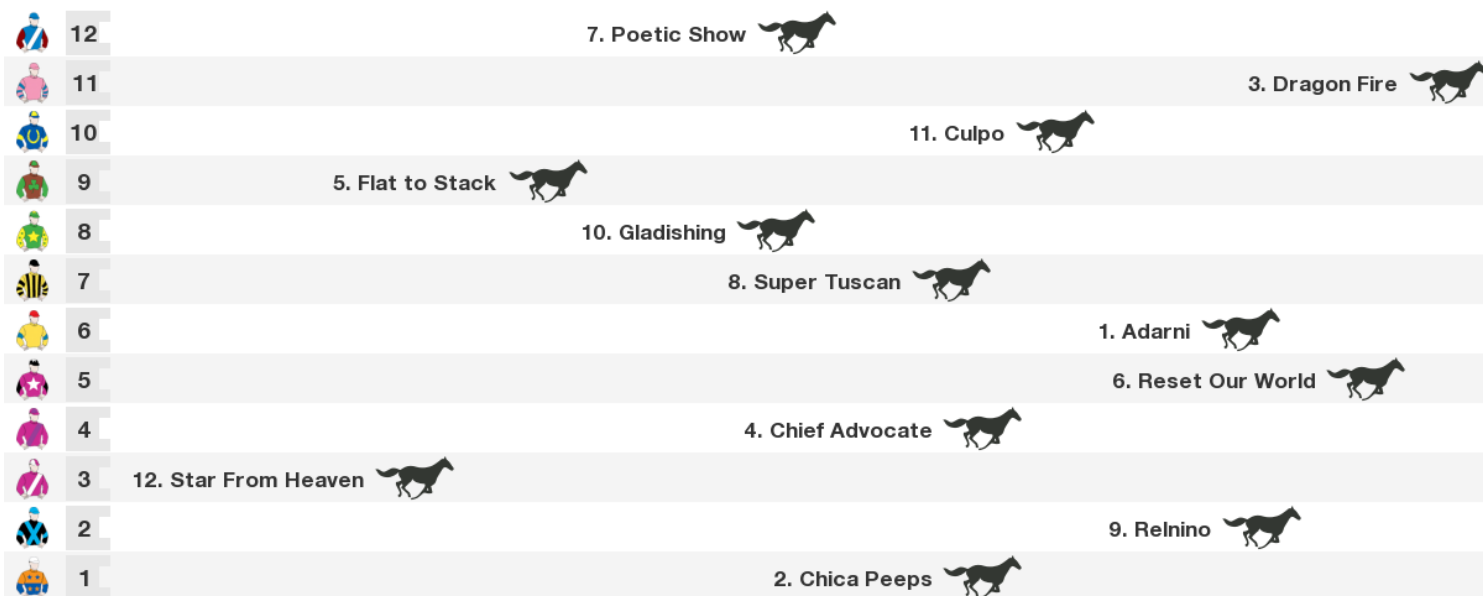 12 7. Poetic Show
11 3. Dragon Fire
10 11. Culpo
9 5. Flat to Stack
8 10. Gladishing
7 8. Super Tuscan
6 1. Adarni
5 6. Reset Our World
4 4. Chief Advocate
3 12. Star From Heaven
2 9. Relnino
1 2. Chica Peeps